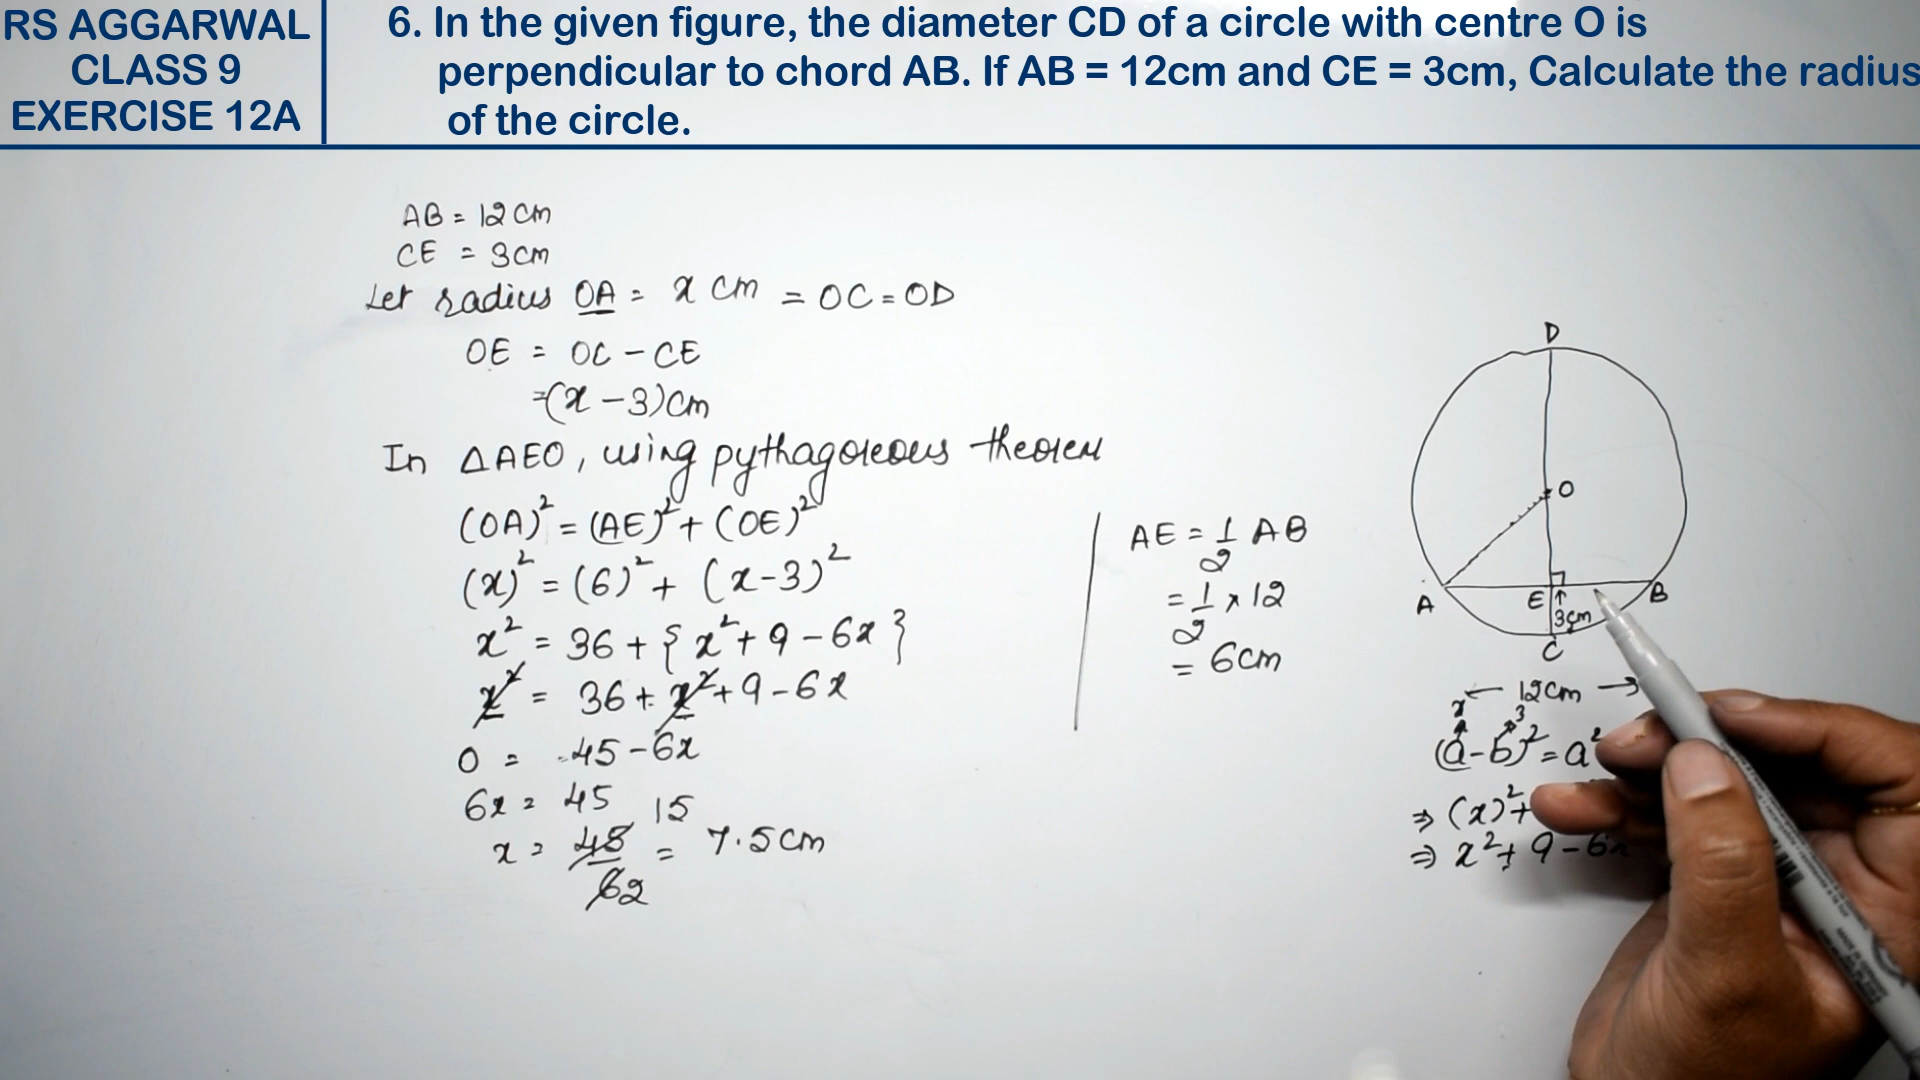 RS AGGARWAL
CLASS 9
EXERCISE 12A
6. In the given figure, the diameter CD of a circle with centre O is
perpendicular to chord AB. If AB = 12cm and CE = 3cm, Calculate the radius
of the circle.
AB = 12 cm
CE = 3cm
Let radius OA = x cm = OC = OD
OE = OC - CE
=(x - 3)cm
In △AEO, using pythagoreous theorem
(OA)² = (AE)² + (OE)²
(x)² = (6)² + (x-3)²
x² = 36 + { x² + 9 - 6x }
x² = 36 + x² + 9 - 6x
0 = 45 - 6x
6x = 45
x = 45/6 15/2 = 7.5cm
AE = 1/2 AB
= 1/2 x 12
= 6cm
D
O
A E B
3cm
C
12cm
x 3
(a-b)² = a²
⇒ (x)² +
⇒ x² + 9 - 6x